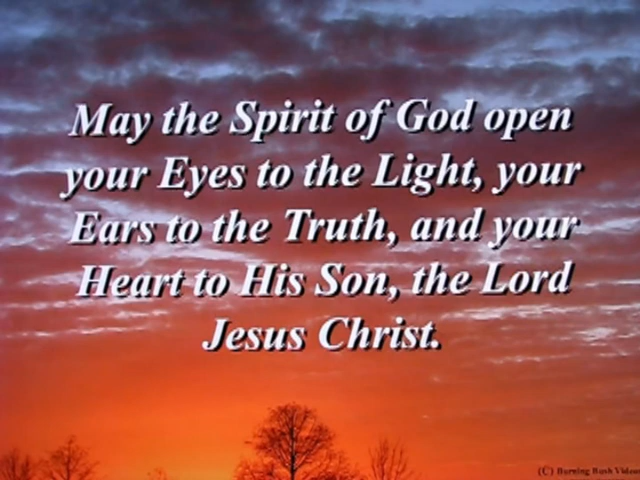 May the Spirit of God open
your Eyes to the Light, your
Ears to the Truth, and your
Heart to His Son, the Lord
Jesus Christ.
(C) Burning Bush Videos